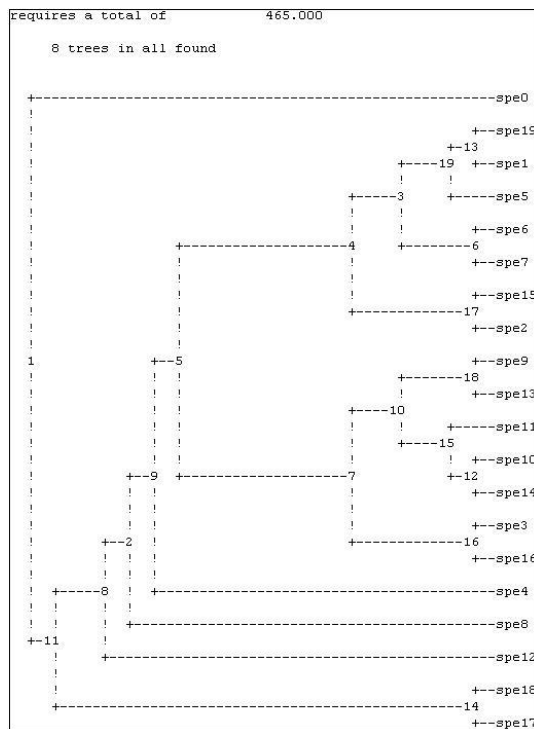 requires a total of 465.000
8 trees in all found
+--------------------------------------------------------spe0
+--spe19
+--13
+----19 +--spe1
+-----3 +-----spe5
+--spe6
+--------------------4 +--------6
+--spe7
+--spe15
+-------------17
+--spe2
1 +--5 +--spe9
+-------18
+--spe13
+----10
+-----spe11
+----15
+--spe10
+--9 +--------------------7 +--12
+--spe14
+--spe3
+--2 +-------------16
+--spe16
+-----8 +-----------------------------------------spe4
+--------------------------------------------spe8
+-11
+-----------------------------------------------spe12
+--spe18
+-------------------------------------------------14
+--spe17